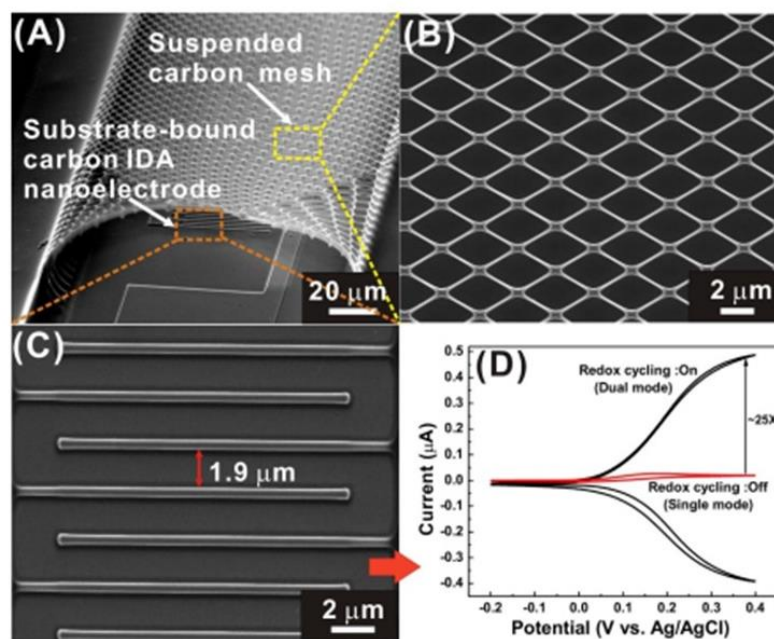 (A)
Suspended
carbon mesh
Substrate-bound
carbon IDA
nanoelectrode
20 μm
(B)
2 μm
(C)
1.9 μm
2 μm
(D)
Redox cycling :On
(Dual mode)
~25X
Redox cycling :Off
(Single mode)
Current (μA)
0.5
0.4
0.3
0.2
0.1
0.0
-0.1
-0.2
-0.3
-0.4
-0.2 -0.1 0.0 0.1 0.2 0.3 0.4
Potential (V vs. Ag/AgCl)